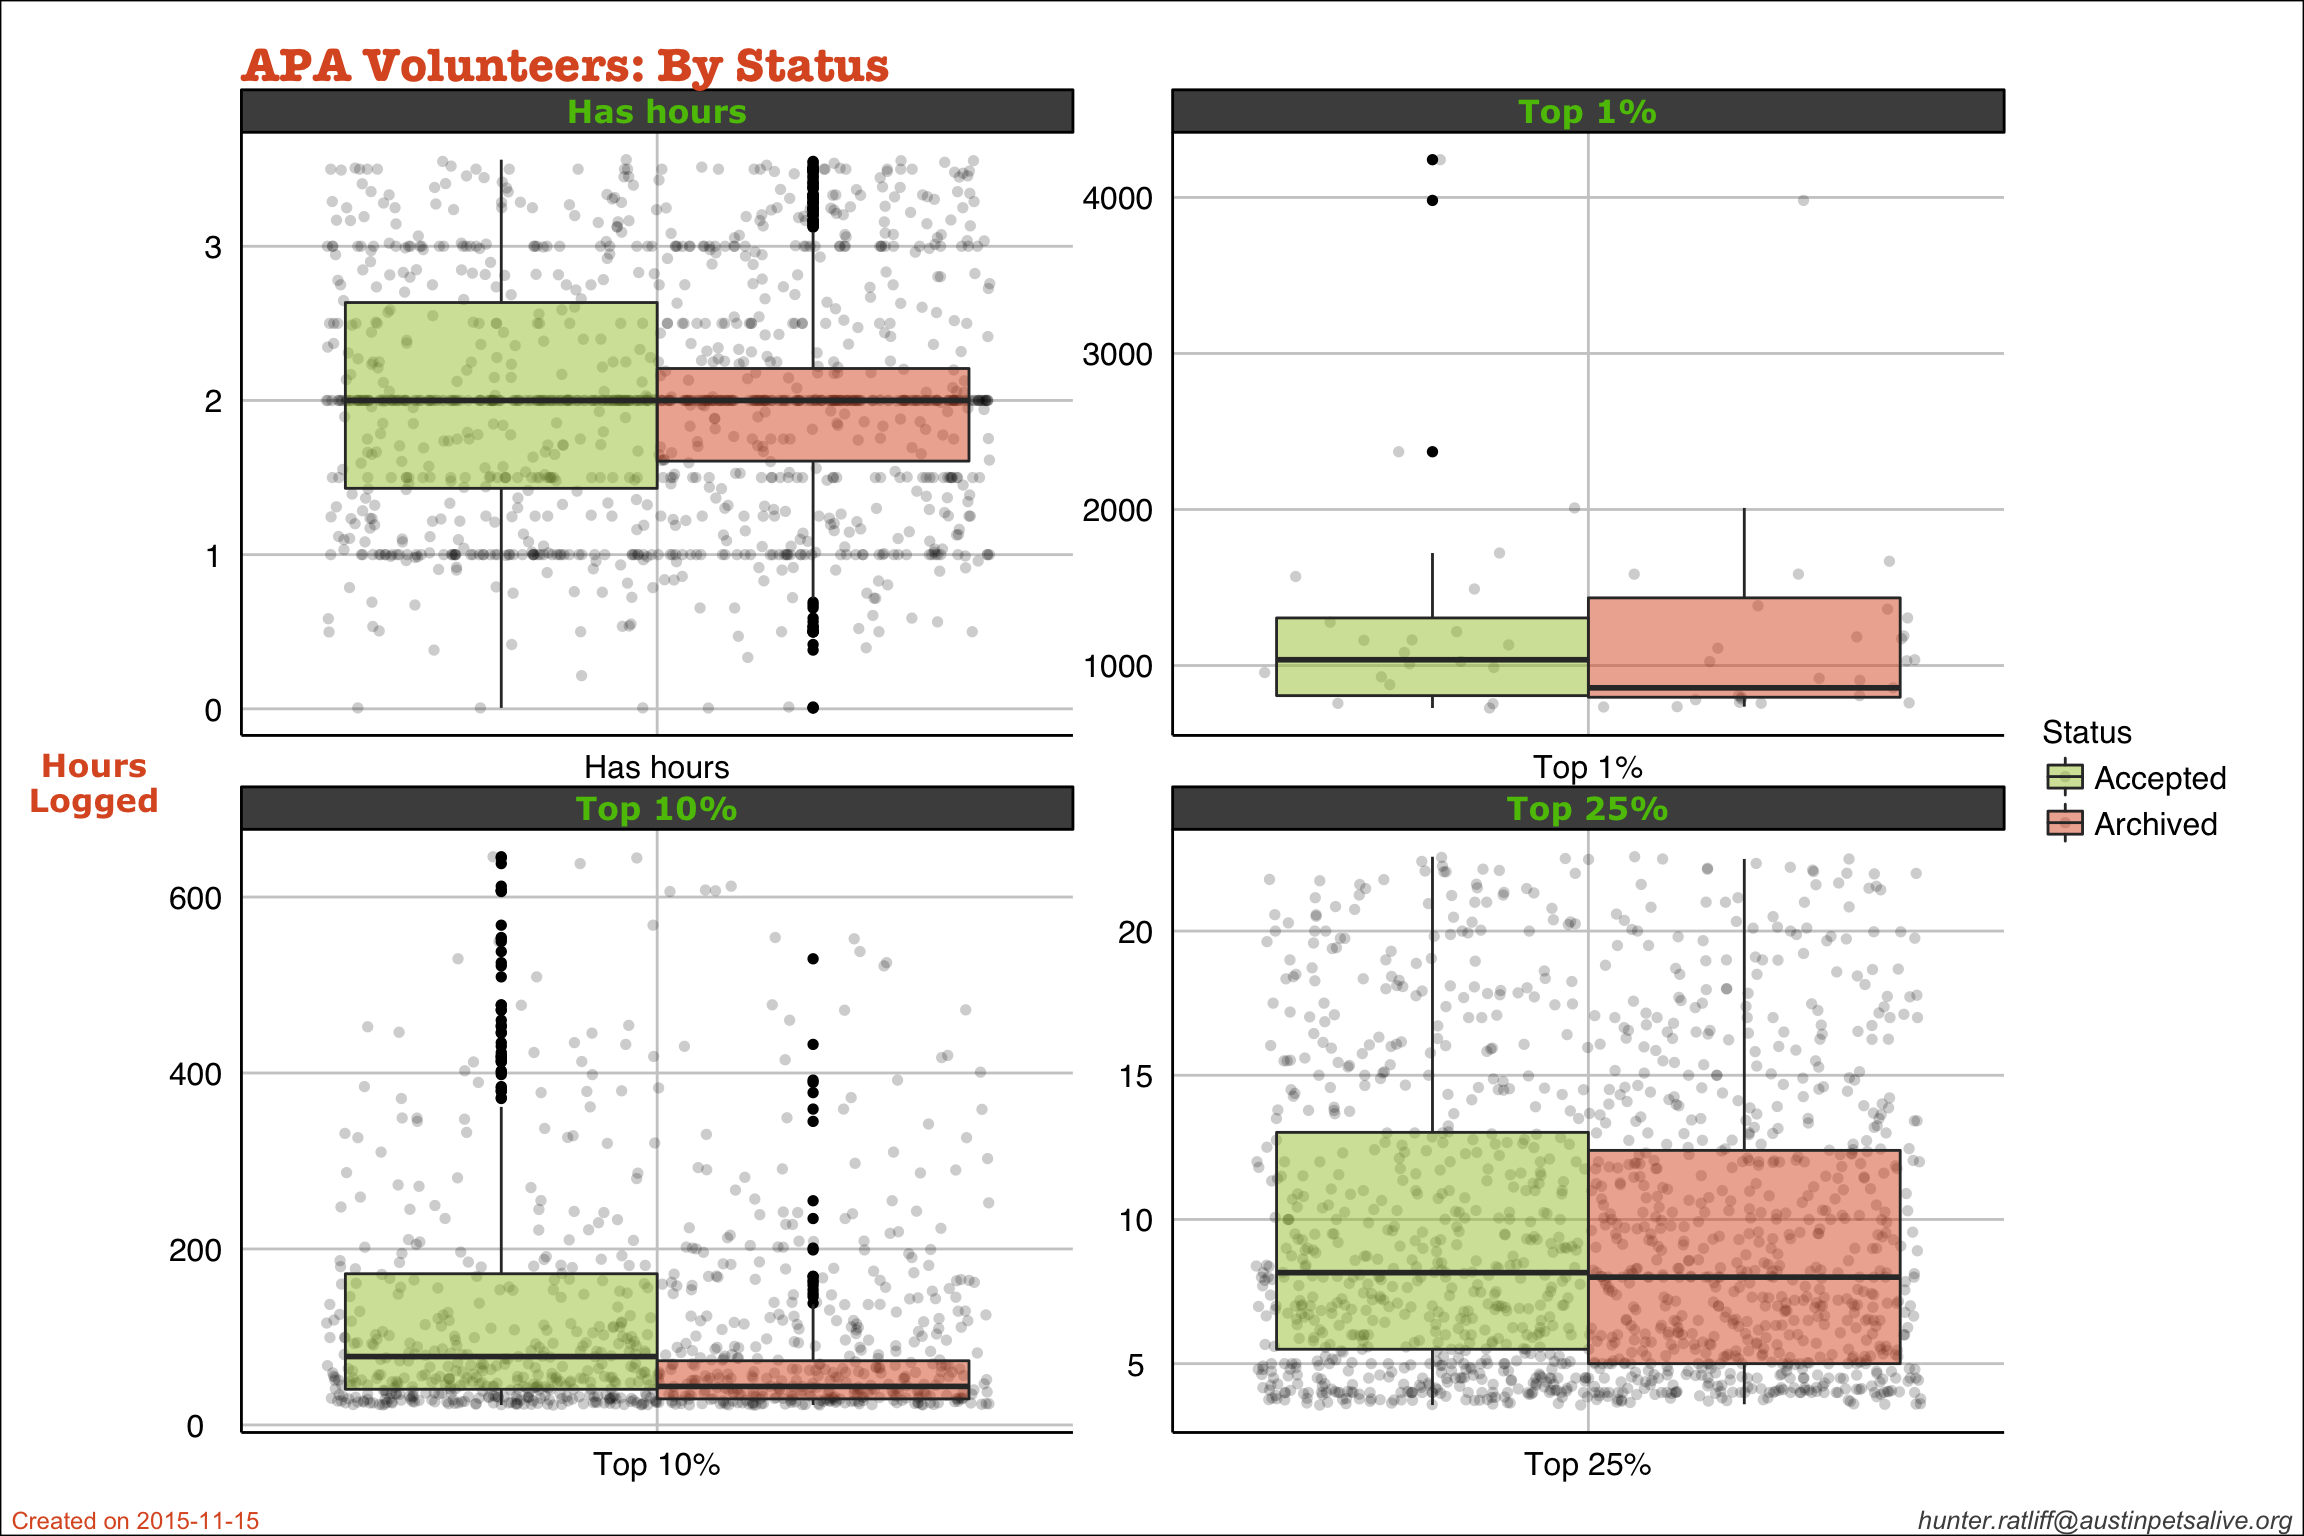 APA Volunteers: By Status
Has hours
Top 1%
3
2
1
0
4000
3000
2000
1000
Has hours
Top 1%
Hours
Logged
Status
Accepted
Archived
Top 10%
Top 25%
600
400
200
0
20
15
10
5
Top 10%
Top 25%
Created on 2015-11-15
hunter.ratliff@austinpetsalive.org